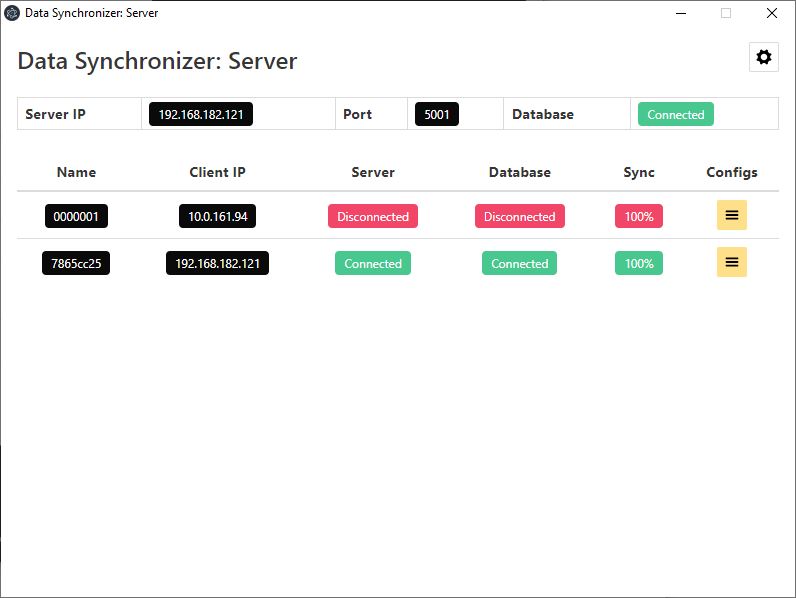 Data Synchronizer: Server
Data Synchronizer: Server
Server IP 192.168.182.121 Port 5001 Database Connected
Name Client IP Server Database Sync Configs
0000001 10.0.161.94 Disconnected Disconnected 100%
7865cc25 192.168.182.121 Connected Connected 100%